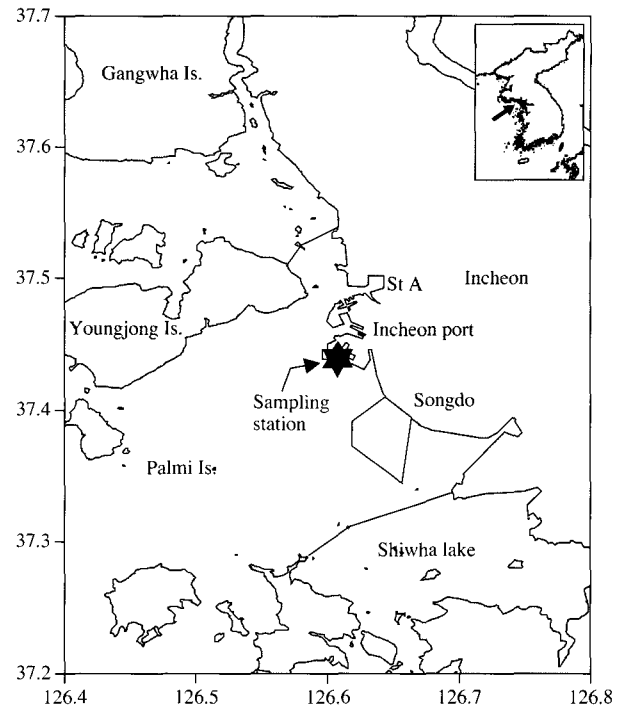 37.7
Gangwha Is.
37.6
37.5
St A
Incheon
Youngjong Is.
Incheon port
Sampling
station
Songdo
37.4
Palmi Is.
37.3
Shiwha lake
37.2
126.4
126.5
126.6
126.7
126.8